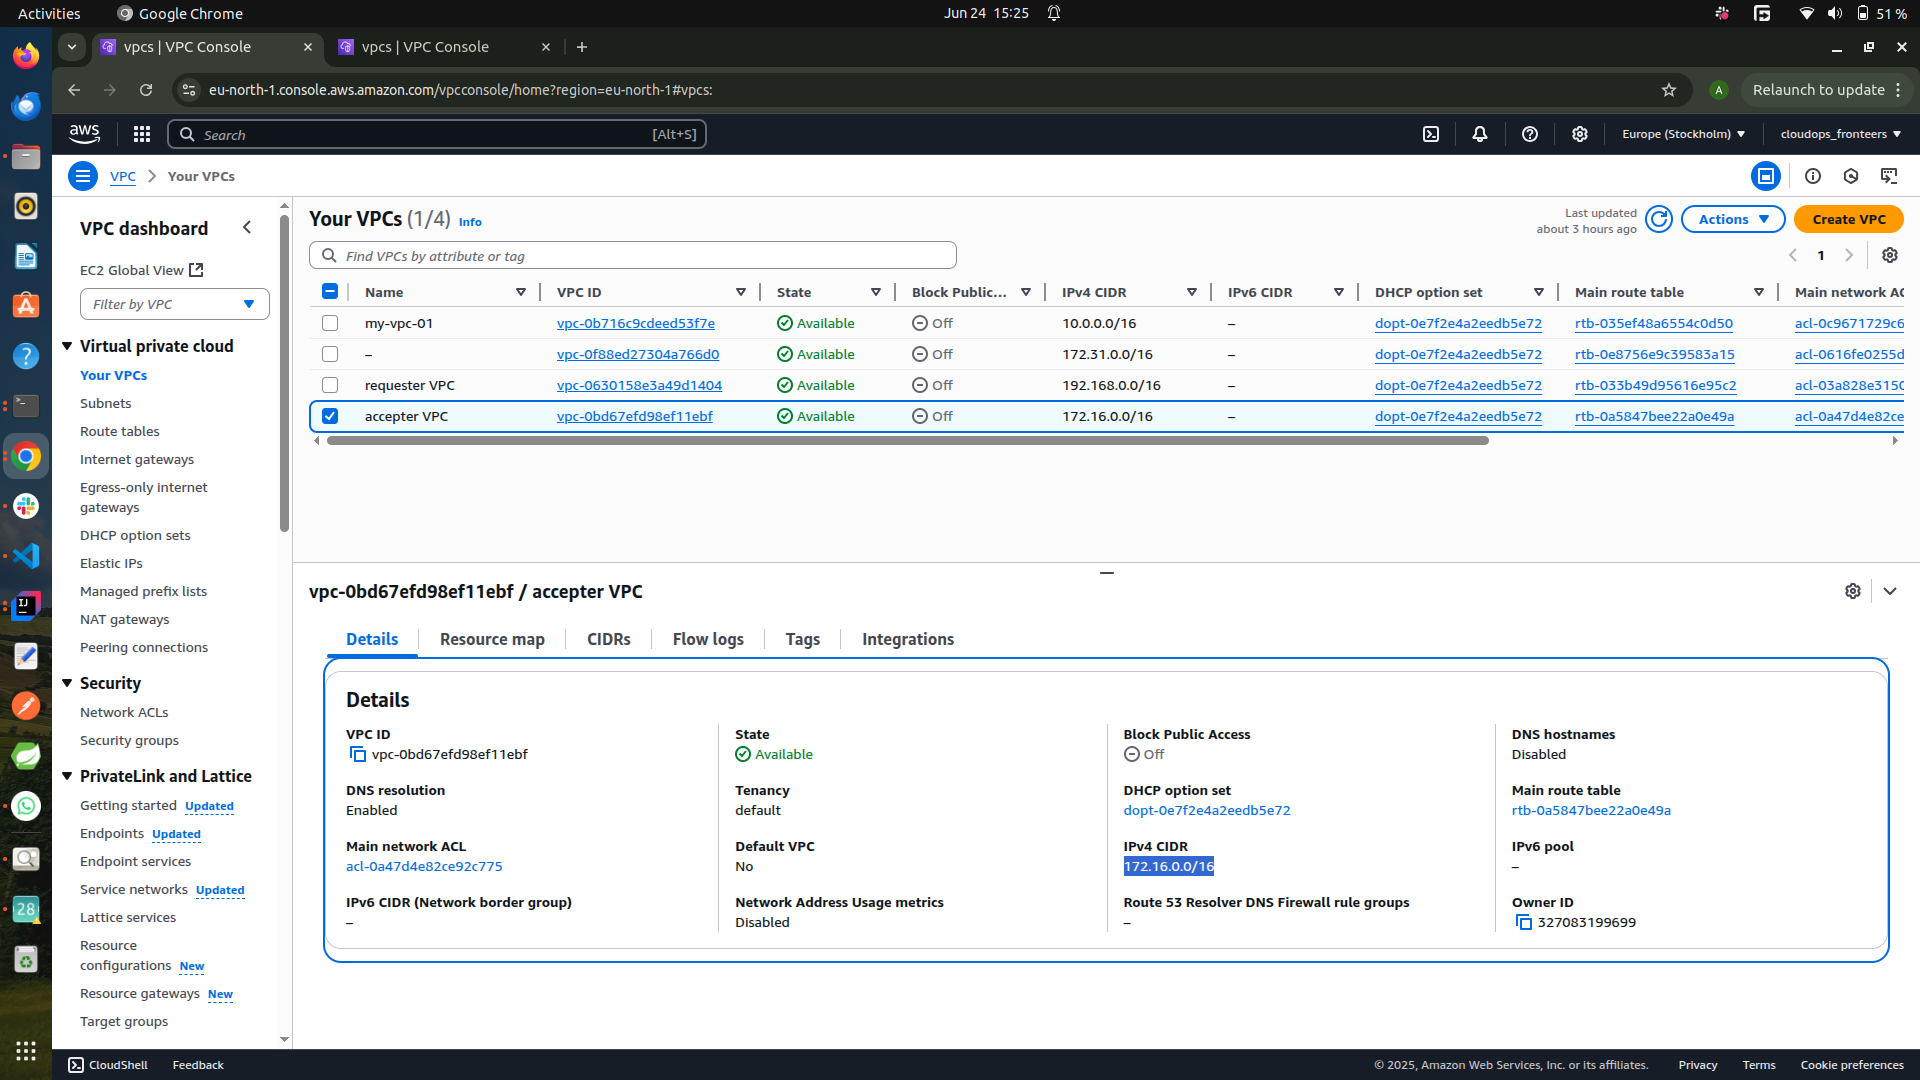 Activities
Google Chrome
Jun 24 15:25
51 %
vpcs | VPC Console
vpcs | VPC Console
eu-north-1.console.aws.amazon.com/vpcconsole/home?region=eu-north-1#vpcs:
A
Relaunch to update
aws
Search
[Alt+S]
Europe (Stockholm)
cloudops_fronteers
VPC
Your VPCs
VPC dashboard
EC2 Global View
Filter by VPC
Virtual private cloud
Your VPCs
Subnets
Route tables
Internet gateways
Egress-only internet
gateways
DHCP option sets
Elastic IPs
Managed prefix lists
NAT gateways
Peering connections
Security
Network ACLs
Security groups
PrivateLink and Lattice
Getting started Updated
Endpoints Updated
Endpoint services
Service networks Updated
Lattice services
Resource
configurations New
Resource gateways New
Target groups
Your VPCs (1/4) Info
Last updated
about 3 hours ago
Actions
Create VPC
Find VPCs by attribute or tag
1
Name VPC ID State Block Public... IPv4 CIDR IPv6 CIDR DHCP option set Main route table Main network AC
my-vpc-01 vpc-0b716c9cdeed53f7e Available Off 10.0.0.0/16 – dopt-0e7f2e4a2eedb5e72 rtb-035ef48a6554c0d50 acl-0c9671729c6
– vpc-0f88ed27304a766d0 Available Off 172.31.0.0/16 – dopt-0e7f2e4a2eedb5e72 rtb-0e8756e9c39583a15 acl-0616fe0255d
requester VPC vpc-0630158e3a49d1404 Available Off 192.168.0.0/16 – dopt-0e7f2e4a2eedb5e72 rtb-033b49d95616e95c2 acl-03a828e3150
accepter VPC vpc-0bd67efd98ef11ebf Available Off 172.16.0.0/16 – dopt-0e7f2e4a2eedb5e72 rtb-0a5847bee22a0e49a acl-0a47d4e82ce
vpc-0bd67efd98ef11ebf / accepter VPC
Details Resource map CIDRs Flow logs Tags Integrations
Details
VPC ID
vpc-0bd67efd98ef11ebf
State
Available
Block Public Access
Off
DNS hostnames
Disabled
DNS resolution
Enabled
Tenancy
default
DHCP option set
dopt-0e7f2e4a2eedb5e72
Main route table
rtb-0a5847bee22a0e49a
Main network ACL
acl-0a47d4e82ce92c775
Default VPC
No
IPv4 CIDR
172.16.0.0/16
IPv6 pool
–
IPv6 CIDR (Network border group)
–
Network Address Usage metrics
Disabled
Route 53 Resolver DNS Firewall rule groups
–
Owner ID
327083199699
28
IJ
CloudShell
Feedback
© 2025, Amazon Web Services, Inc. or its affiliates.
Privacy
Terms
Cookie preferences